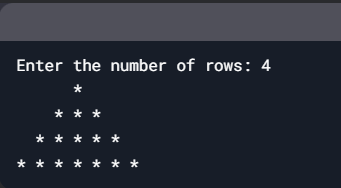 Enter the number of rows: 4
      *
    * * *
  * * * * *
* * * * * * *